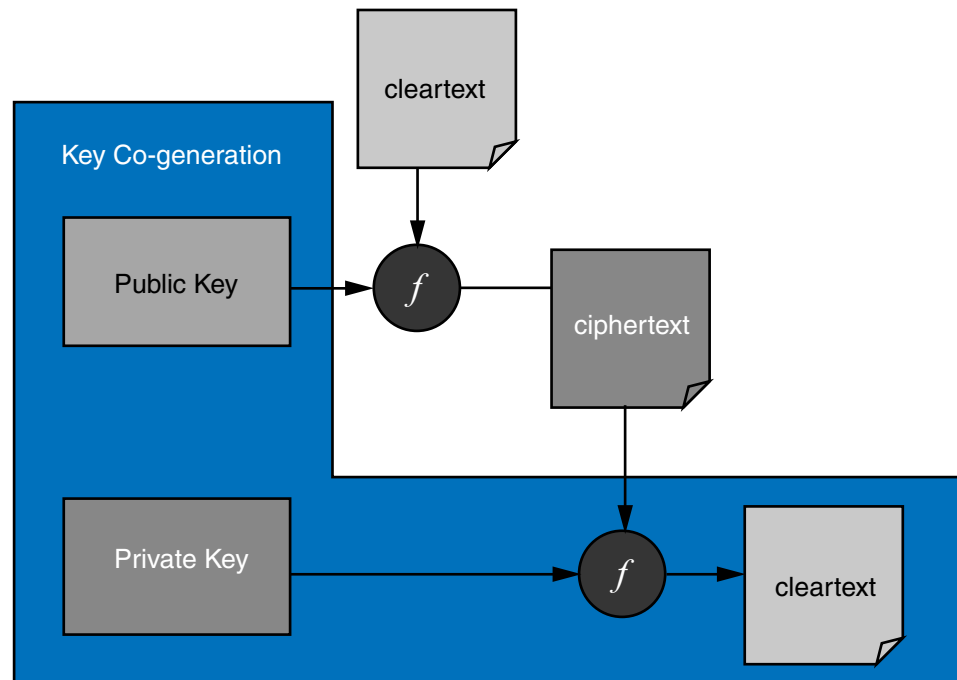 cleartext
Key Co-generation
Public Key
f
ciphertext
Private Key
f
cleartext